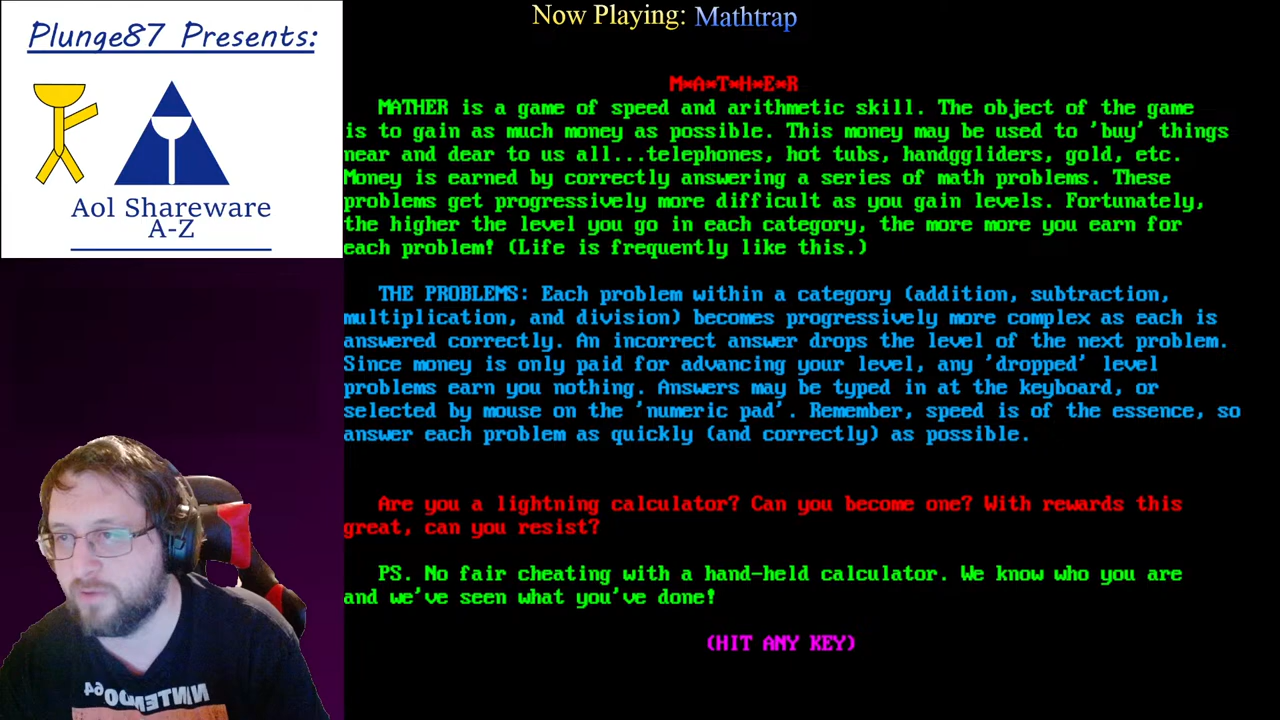 Now Playing: Mathtrap
Plunge87 Presents:
Aol Shareware
A-Z
M*A*T*H*E*R
MATHER is a game of speed and arithmetic skill. The object of the game
is to gain as much money as possible. This money may be used to 'buy' things
near and dear to us all...telephones, hot tubs, handggliders, gold, etc.
Money is earned by correctly answering a series of math problems. These
problems get progressively more difficult as you gain levels. Fortunately,
the higher the level you go in each category, the more more you earn for
each problem! (Life is frequently like this.)
THE PROBLEMS: Each problem within a category (addition, subtraction,
multiplication, and division) becomes progressively more complex as each is
answered correctly. An incorrect answer drops the level of the next problem.
Since money is only paid for advancing your level, any 'dropped' level
problems earn you nothing. Answers may be typed in at the keyboard, or
selected by mouse on the 'numeric pad'. Remember, speed is of the essence, so
answer each problem as quickly (and correctly) as possible.
Are you a lightning calculator? Can you become one? With rewards this
great, can you resist?
PS. No fair cheating with a hand-held calculator. We know who you are
and we've seen what you've done!
(HIT ANY KEY)
NINTENDO64